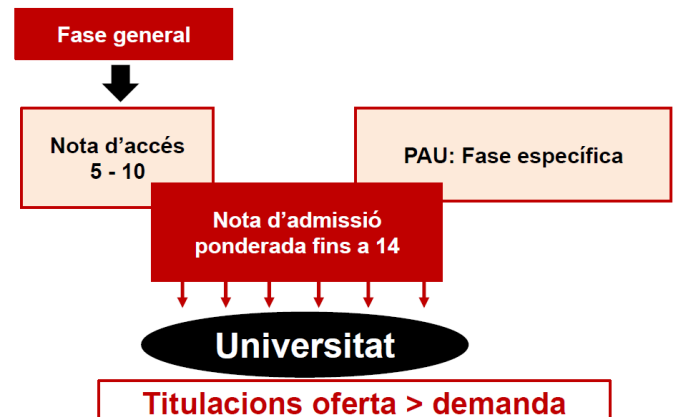 Fase general
Nota d'accés
5 - 10
PAU: Fase específica
Nota d'admissió
ponderada fins a 14
Universitat
Titulacions oferta > demanda